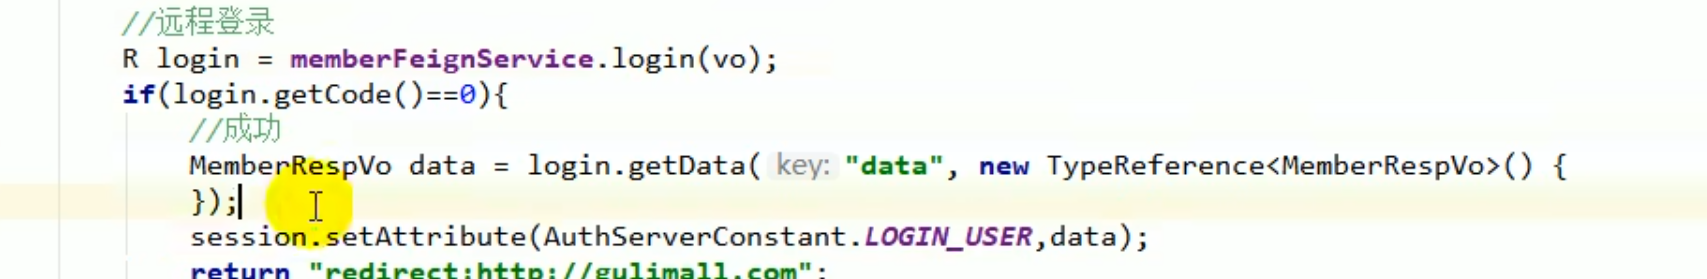 //远程登录
R login = memberFeignService.login(vo);
if(login.getCode()==0){
//成功
MemberRespVo data = login.getData( key: "data", new TypeReference<MemberRespVo>() {
});
session.setAttribute(AuthServerConstant.LOGIN_USER,data);
return "redirect:http://gulimall.com";